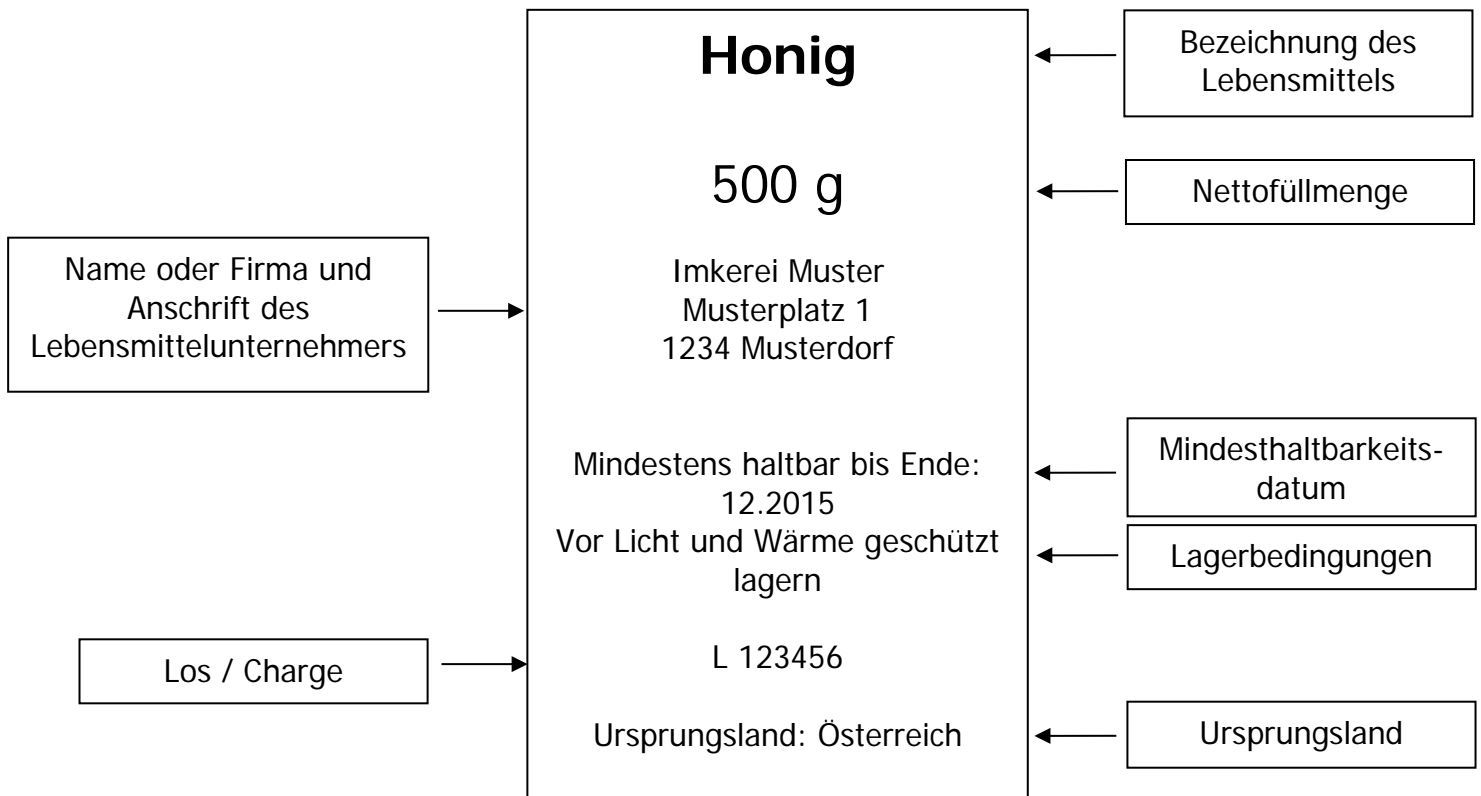 Honig
Bezeichnung des
Lebensmittels
500 g
Nettofüllmenge
Name oder Firma und
Anschrift des
Lebensmittelunternehmers
Imkerei Muster
Musterplatz 1
1234 Musterdorf
Mindestens haltbar bis Ende:
12.2015
Mindesthaltbarkeits-
datum
Vor Licht und Wärme geschützt
lagern
Lagerbedingungen
Los / Charge
L 123456
Ursprungsland: Österreich
Ursprungsland